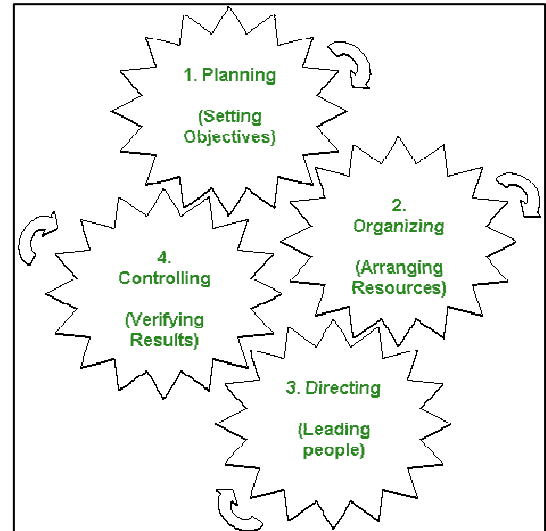 1. Planning
(Setting
Objectives)
2.
Organizing
(Arranging
Resources)
3. Directing
(Leading
people)
4.
Controlling
(Verifying
Results)